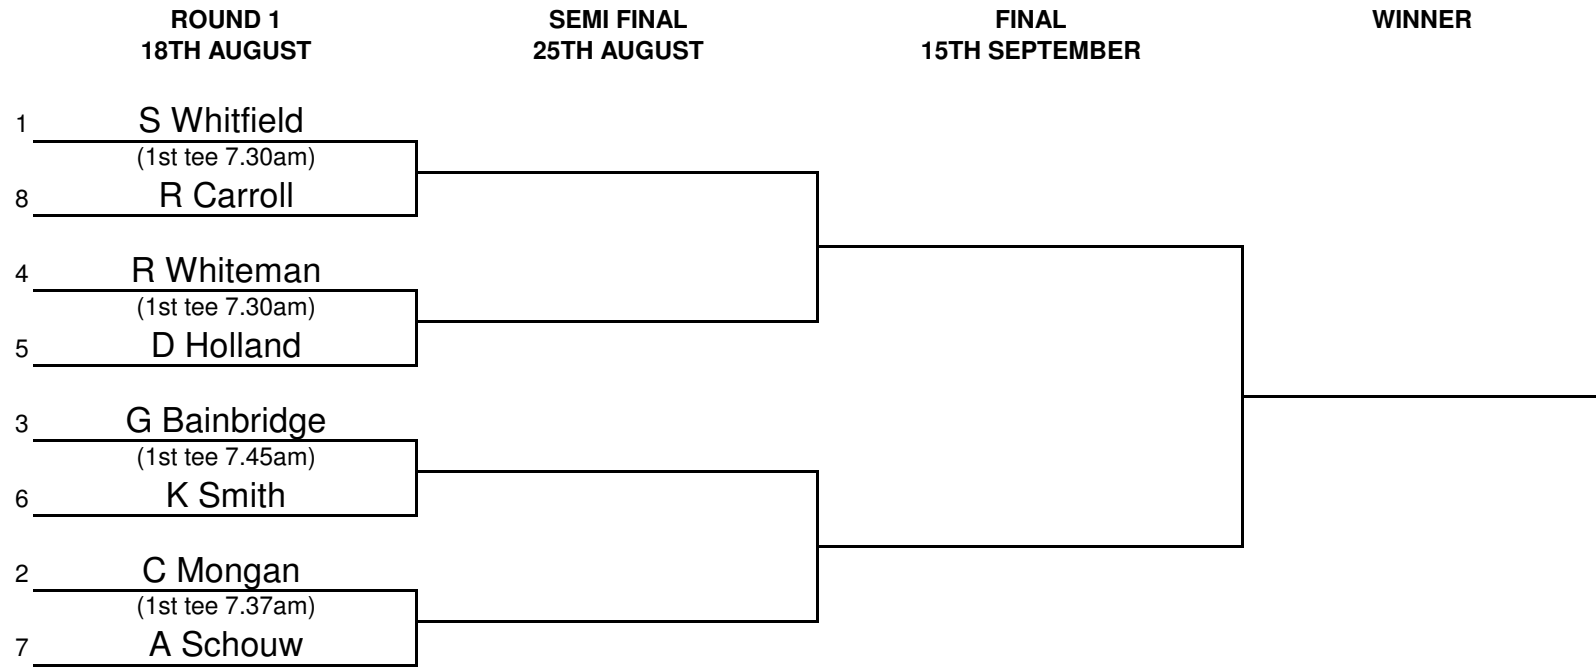 ROUND 1
18TH AUGUST
SEMI FINAL
25TH AUGUST
FINAL
15TH SEPTEMBER
WINNER
1 S Whitfield
(1st tee 7.30am)
8 R Carroll
4 R Whiteman
(1st tee 7.30am)
5 D Holland
3 G Bainbridge
(1st tee 7.45am)
6 K Smith
2 C Mongan
(1st tee 7.37am)
7 A Schouw